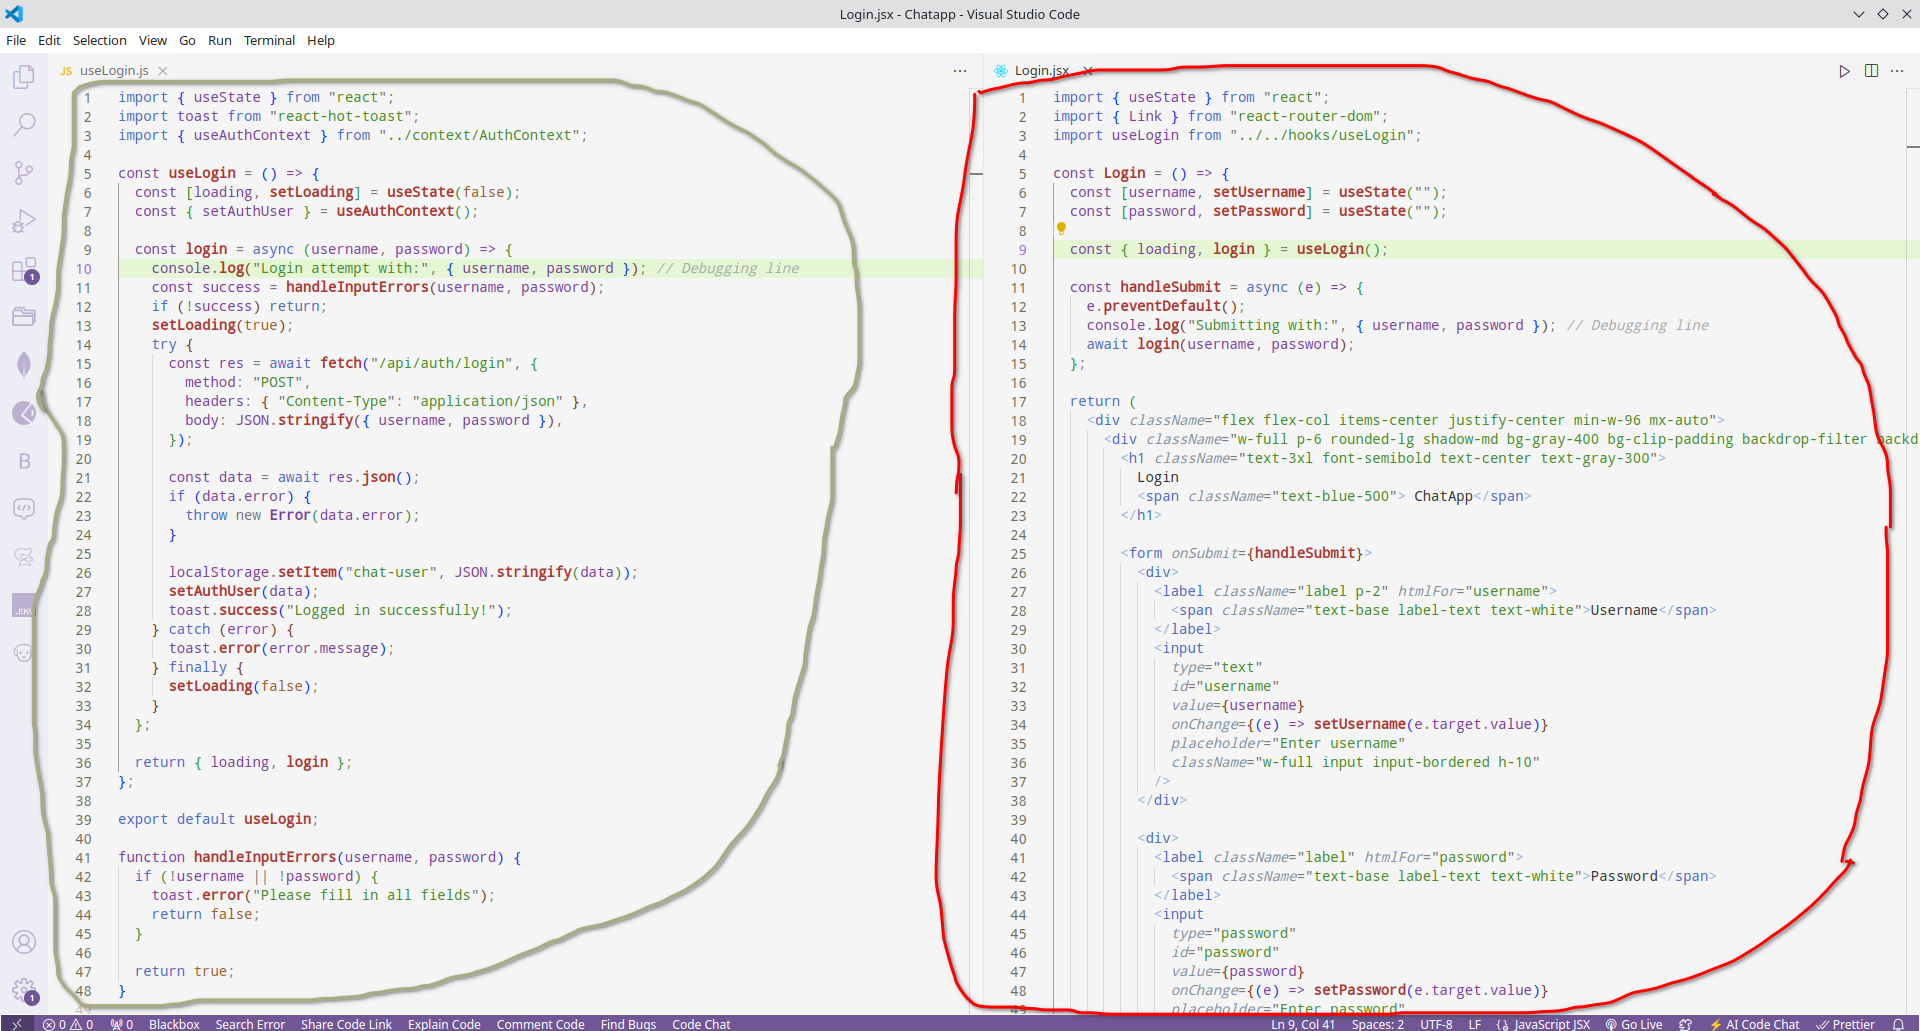 Login.jsx - Chatapp - Visual Studio Code
File Edit Selection View Go Run Terminal Help
JS useLogin.js
1 import { useState } from "react";
2 import toast from "react-hot-toast";
3 import { useAuthContext } from "../context/AuthContext";
4
5 const useLogin = () => {
6 const [loading, setLoading] = useState(false);
7 const { setAuthUser } = useAuthContext();
8
9 const login = async (username, password) => {
10 console.log("Login attempt with:", { username, password }); // Debugging line
11 const success = handleInputErrors(username, password);
12 if (!success) return;
13 setLoading(true);
14 try {
15 const res = await fetch("/api/auth/login", {
16 method: "POST",
17 headers: { "Content-Type": "application/json" },
18 body: JSON.stringify({ username, password }),
19 });
20
21 const data = await res.json();
22 if (data.error) {
23 throw new Error(data.error);
24 }
25
26 localStorage.setItem("chat-user", JSON.stringify(data));
27 setAuthUser(data);
28 toast.success("Logged in successfully!");
29 } catch (error) {
30 toast.error(error.message);
31 } finally {
32 setLoading(false);
33 }
34 };
35
36 return { loading, login };
37 };
38
39 export default useLogin;
40
41 function handleInputErrors(username, password) {
42 if (!username || !password) {
43 toast.error("Please fill in all fields");
44 return false;
45 }
46
47 return true;
48 }
49
Login.jsx
1 import { useState } from "react";
2 import { Link } from "react-router-dom";
3 import useLogin from "../../hooks/useLogin";
4
5 const Login = () => {
6 const [username, setUsername] = useState("");
7 const [password, setPassword] = useState("");
8
9 const { loading, login } = useLogin();
10
11 const handleSubmit = async (e) => {
12 e.preventDefault();
13 console.log("Submitting with:", { username, password }); // Debugging line
14 await login(username, password);
15 };
16
17 return (
18 <div className="flex flex-col items-center justify-center min-w-96 mx-auto">
19 <div className="w-full p-6 rounded-lg shadow-md bg-gray-400 bg-clip-padding backdrop-filter backd
20 <h1 className="text-3xl font-semibold text-center text-gray-300">
21 Login
22 <span className="text-blue-500"> ChatApp</span>
23 </h1>
24
25 <form onSubmit={handleSubmit}>
26 <div>
27 <label className="label p-2" htmlFor="username">
28 <span className="text-base label-text text-white">Username</span>
29 </label>
30 <input
31 type="text"
32 id="username"
33 value={username}
34 onChange={(e) => setUsername(e.target.value)}
35 placeholder="Enter username"
36 className="w-full input input-bordered h-10"
37 />
38 </div>
39
40 <div>
41 <label className="label" htmlFor="password">
42 <span className="text-base label-text text-white">Password</span>
43 </label>
44 <input
45 type="password"
46 id="password"
47 value={password}
48 onChange={(e) => setPassword(e.target.value)}
49 placeholder="Enter password"
B
.ENV
1
1
0 0 0 Blackbox Search Error Share Code Link Explain Code Comment Code Find Bugs Code Chat Ln 9, Col 41 Spaces: 2 UTF-8 LF {} JavaScript JSX Go Live AI Code Chat Prettier